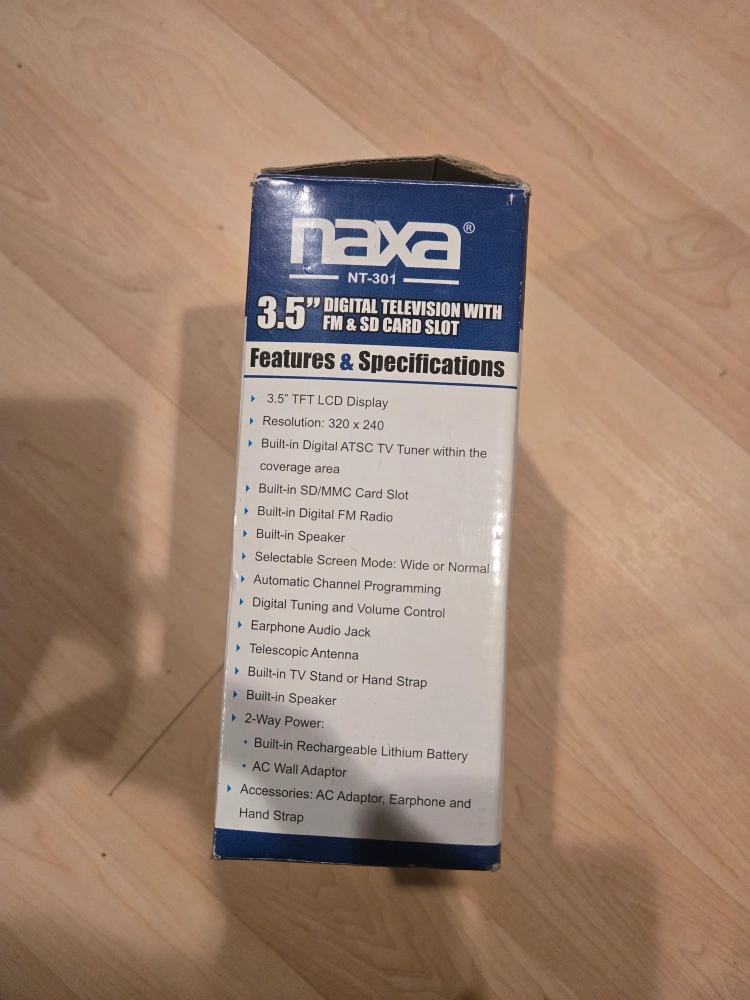 naxa®
NT-301
3.5” DIGITAL TELEVISION WITH
FM & SD CARD SLOT
Features & Specifications
3.5” TFT LCD Display
Resolution: 320 x 240
Built-in Digital ATSC TV Tuner within the
coverage area
Built-in SD/MMC Card Slot
Built-in Digital FM Radio
Built-in Speaker
Selectable Screen Mode: Wide or Normal
Automatic Channel Programming
Digital Tuning and Volume Control
Earphone Audio Jack
Telescopic Antenna
Built-in TV Stand or Hand Strap
Built-in Speaker
2-Way Power:
• Built-in Rechargeable Lithium Battery
• AC Wall Adaptor
Accessories: AC Adaptor, Earphone and
Hand Strap